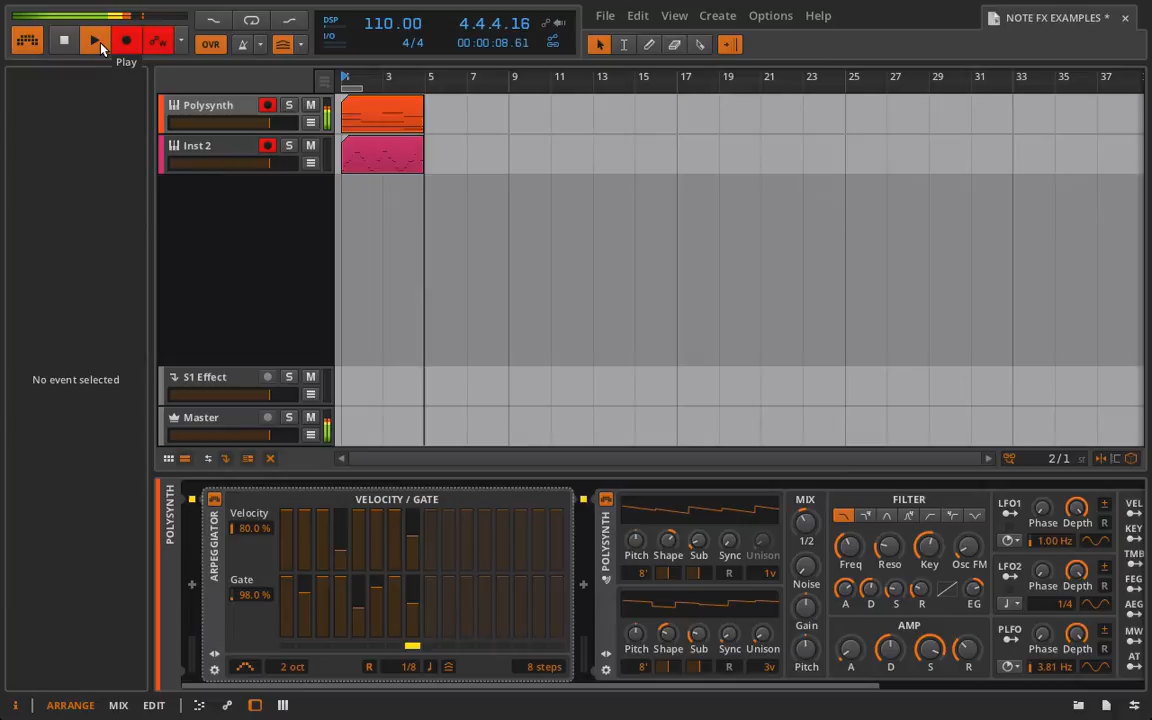 DSP
110.00
4.4.4.16
I/O
4/4
00:00:08.61
OVR
File Edit View Create Options Help
NOTE FX EXAMPLES *
Play
3 5 7 9 11 13 15 17 19 21 23 25 27 29 31 33 35 37
Polysynth
S M
Inst 2
S M
No event selected
S1 Effect
S M
Master
S M
2/1
POLYSYNTH
ARPEGGIATOR
VELOCITY / GATE
Velocity
80.0 %
Gate
98.0 %
2 oct
R
1/8
8 steps
POLYSYNTH
Pitch Shape Sub Sync Unison
8' R 1v
Pitch Shape Sub Sync Unison
8' R 3v
MIX
1/2
Noise
Gain
Pitch
FILTER
Freq Reso Key Osc FM
A D S R EG
AMP
A D S R
LFO1
Phase Depth R
1.00 Hz
LFO2
Phase Depth R
1/4
PLFO
Phase Depth R
3.81 Hz
VEL
KEY
TMB
FEG
AEG
MW
AT
i ARRANGE MIX EDIT